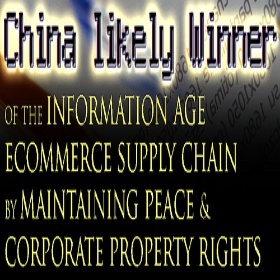 China likely Winner
OF THE INFORMATION AGE
ECOMMERCE SUPPLY CHAIN
BY MAINTAINING PEACE &
CORPORATE PROPERTY RIGHTS